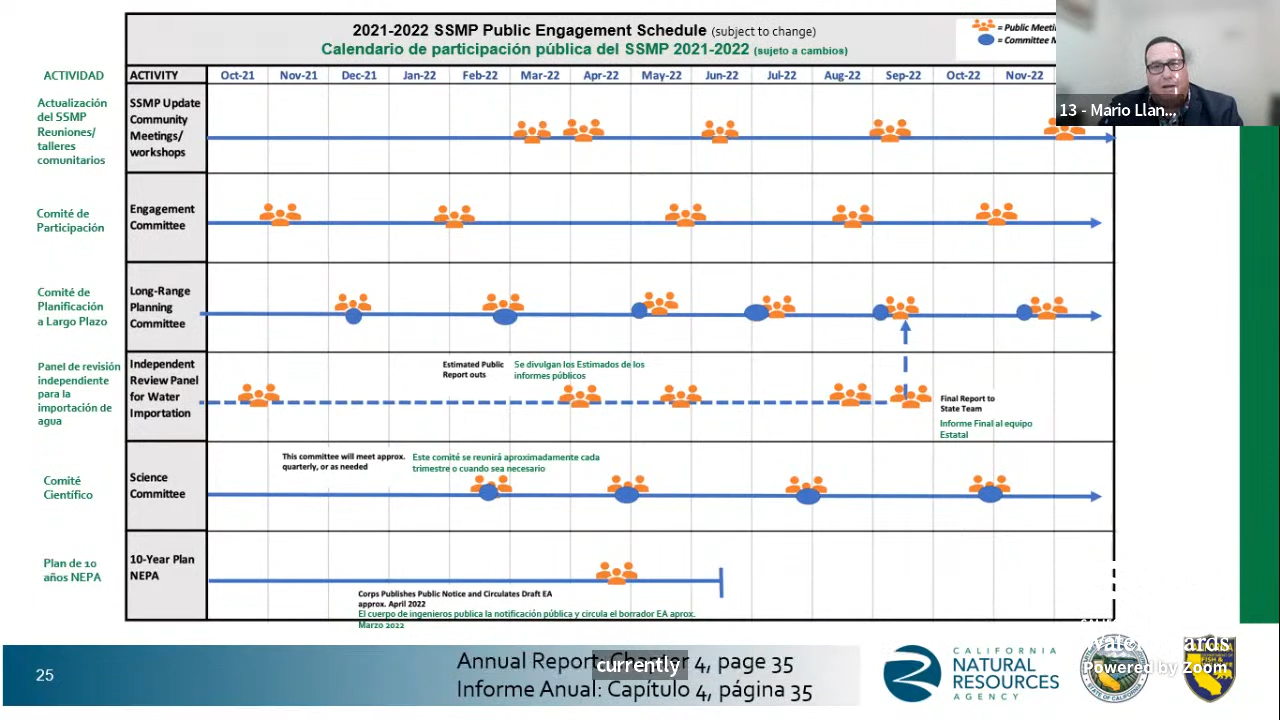 2021-2022 SSMP Public Engagement Schedule (subject to change)
Calendario de participación pública del SSMP 2021-2022 (sujeto a cambios)
= Public
= Committee
13 - Mario Llan...
ACTIVIDAD
ACTIVITY
Oct-21 Nov-21 Dec-21 Jan-22 Feb-22 Mar-22 Apr-22 May-22 Jun-22 Jul-22 Aug-22 Sep-22 Oct-22 Nov-22
Actualización
del SSMP
Reuniones/
talleres
comunitarios
SSMP Update
Community
Meetings/
workshops
Comité de
Participación
Engagement
Committee
Comité de
Planificación
a Largo Plazo
Long-Range
Planning
Committee
Panel de revisión
independiente
para la
importación de
agua
Independent
Review Panel
for Water
Importation
Estimated Public
Report outs
Se divulgan los Estimados de los
informes públicos
Final Report to
State Team
Informe Final al equipo
Estatal
Comité
Científico
Science
Committee
This committee will meet approx.
quarterly, or as needed
Este comité se reunirá aproximadamente cada
trimestre o cuando sea necesario
Plan de 10
años NEPA
10-Year Plan
NEPA
Corps Publishes Public Notice and Circulates Draft EA
approx. April 2022
El cuerpo de ingenieros publica la notificación pública y circula el borrador EA aprox.
Marzo 2022
25
Annual Report: 4, page 35
Informe Anual: Capítulo 4, página 35
currently
CALIFORNIA
NATURAL
RESOURCES
AGENCY
Powered by Zoom